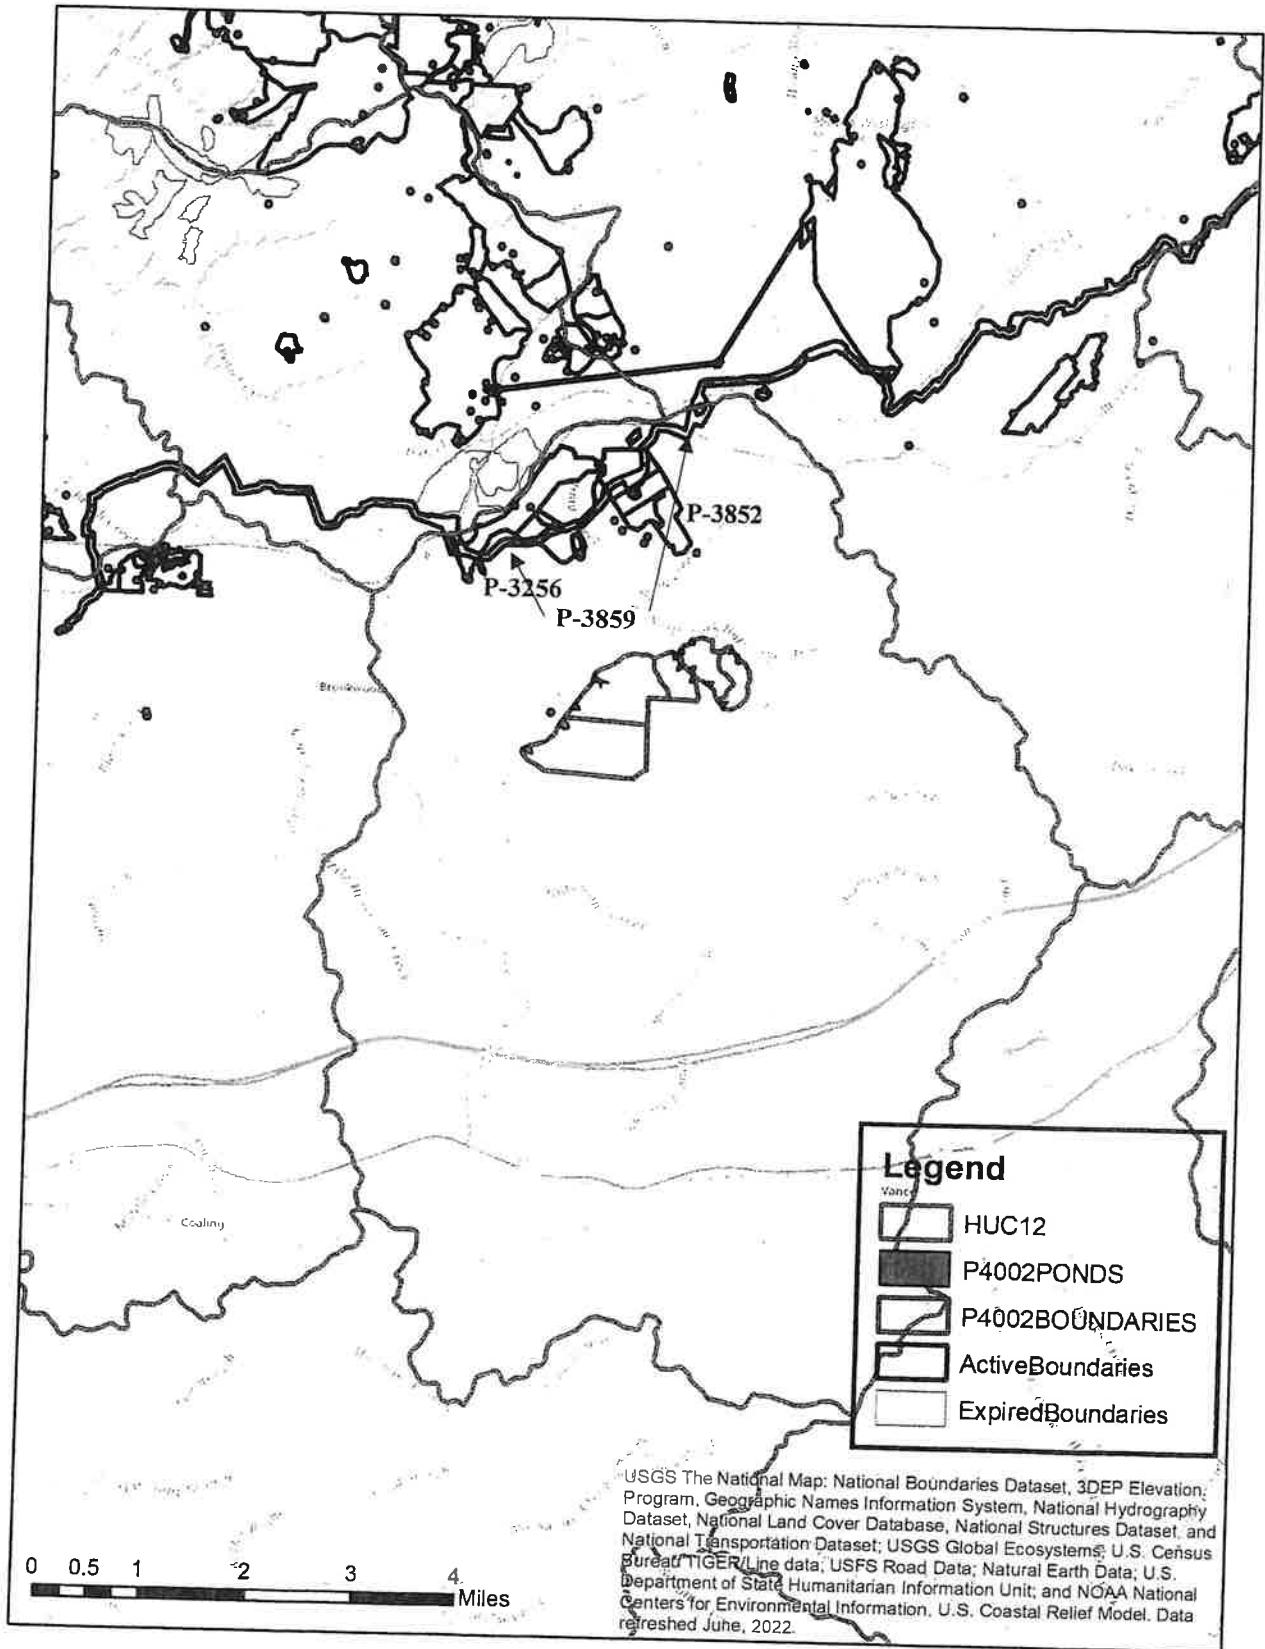 P-3852
P-3256
P-3859
Brookwood
Coaling
Legend
Vance
HUC12
P4002PONDS
P4002BOUNDARIES
ActiveBoundaries
ExpiredBoundaries
USGS The National Map: National Boundaries Dataset, 3DEP Elevation
Program, Geographic Names Information System, National Hydrography
Dataset, National Land Cover Database, National Structures Dataset, and
National Transportation Dataset; USGS Global Ecosystems; U.S. Census
Bureau TIGER/Line data; USFS Road Data; Natural Earth Data; U.S.
Department of State Humanitarian Information Unit; and NOAA National
Centers for Environmental Information, U.S. Coastal Relief Model. Data
refreshed June, 2022.
0 0.5 1 2 3 4
Miles